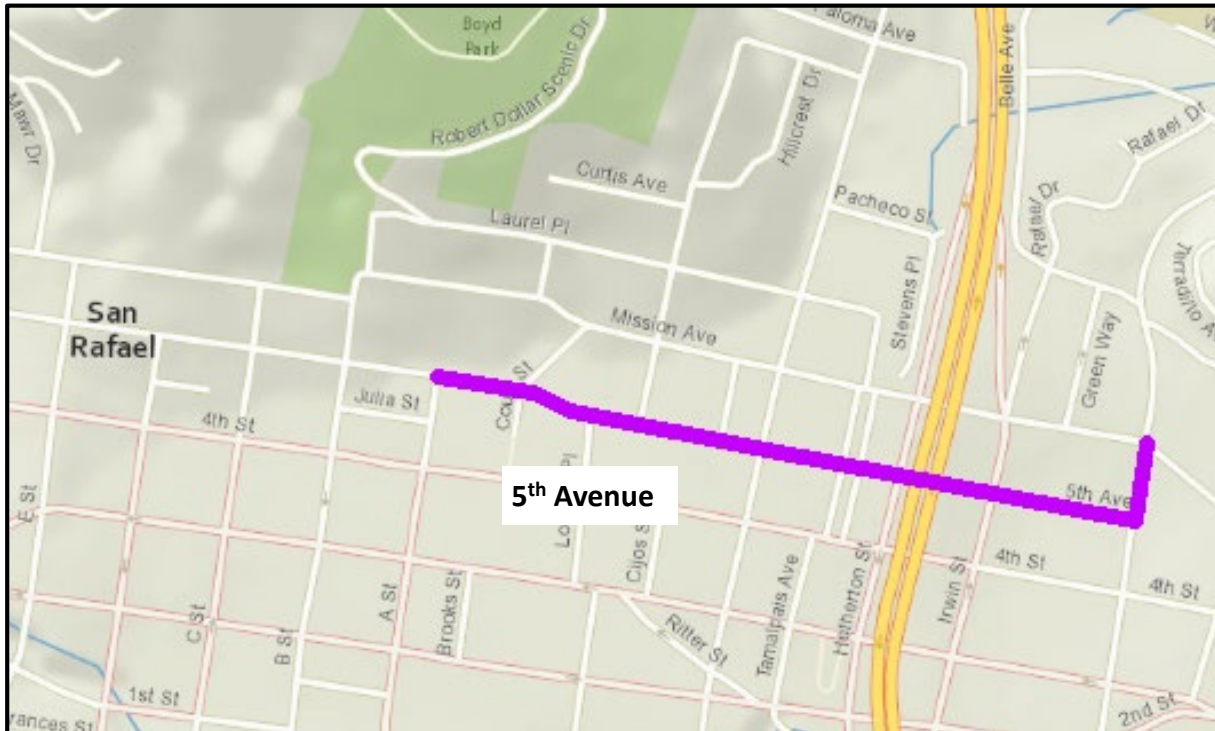 Boyd
Park
Paloma Ave
Belle Ave
Mawr Dr
Robert Dollar Scenic Dr
Hillcrest Dr
Rafael Dr
Curtis Ave
Pacheco St
Rafael Dr
Laurel Pl
Stevens Pl
San
Rafael
Mission Ave
Green Way
Julia St
4th St
5th Avenue
5th Ave
E St
Cijos S
4th St
4th St
C St
B St
A St
Brooks St
Ritter St
Tamalpais Ave
Hetherton St
Irwin St
1st St
2nd St
rances St